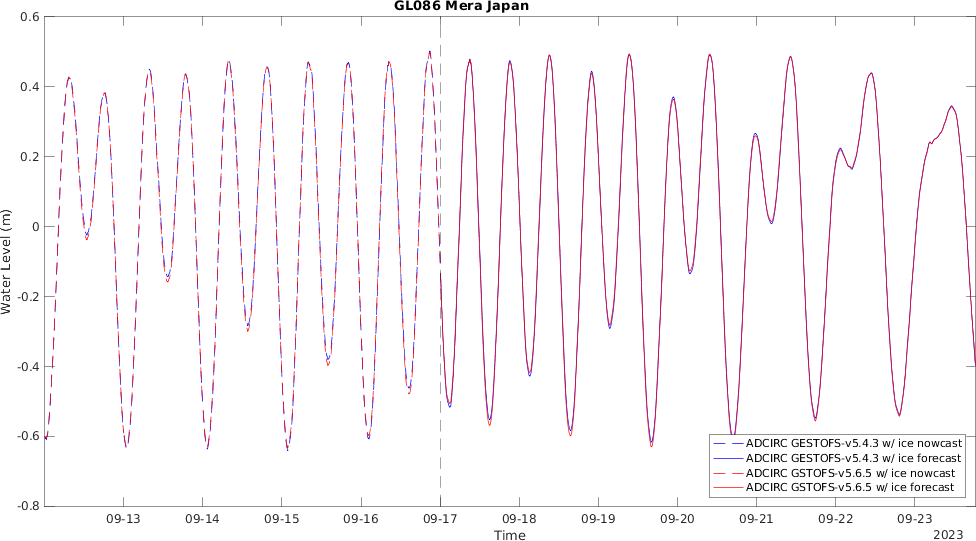 GL086 Mera Japan
0.6
0.4
0.2
0
-0.2
-0.4
-0.6
-0.8
Water Level (m)
09-13 09-14 09-15 09-16 09-17 09-18 09-19 09-20 09-21 09-22 09-23
Time
2023
ADCIRC GESTOFS-v5.4.3 w/ ice nowcast
ADCIRC GESTOFS-v5.4.3 w/ ice forecast
ADCIRC GSTOFS-v5.6.5 w/ ice nowcast
ADCIRC GSTOFS-v5.6.5 w/ ice forecast